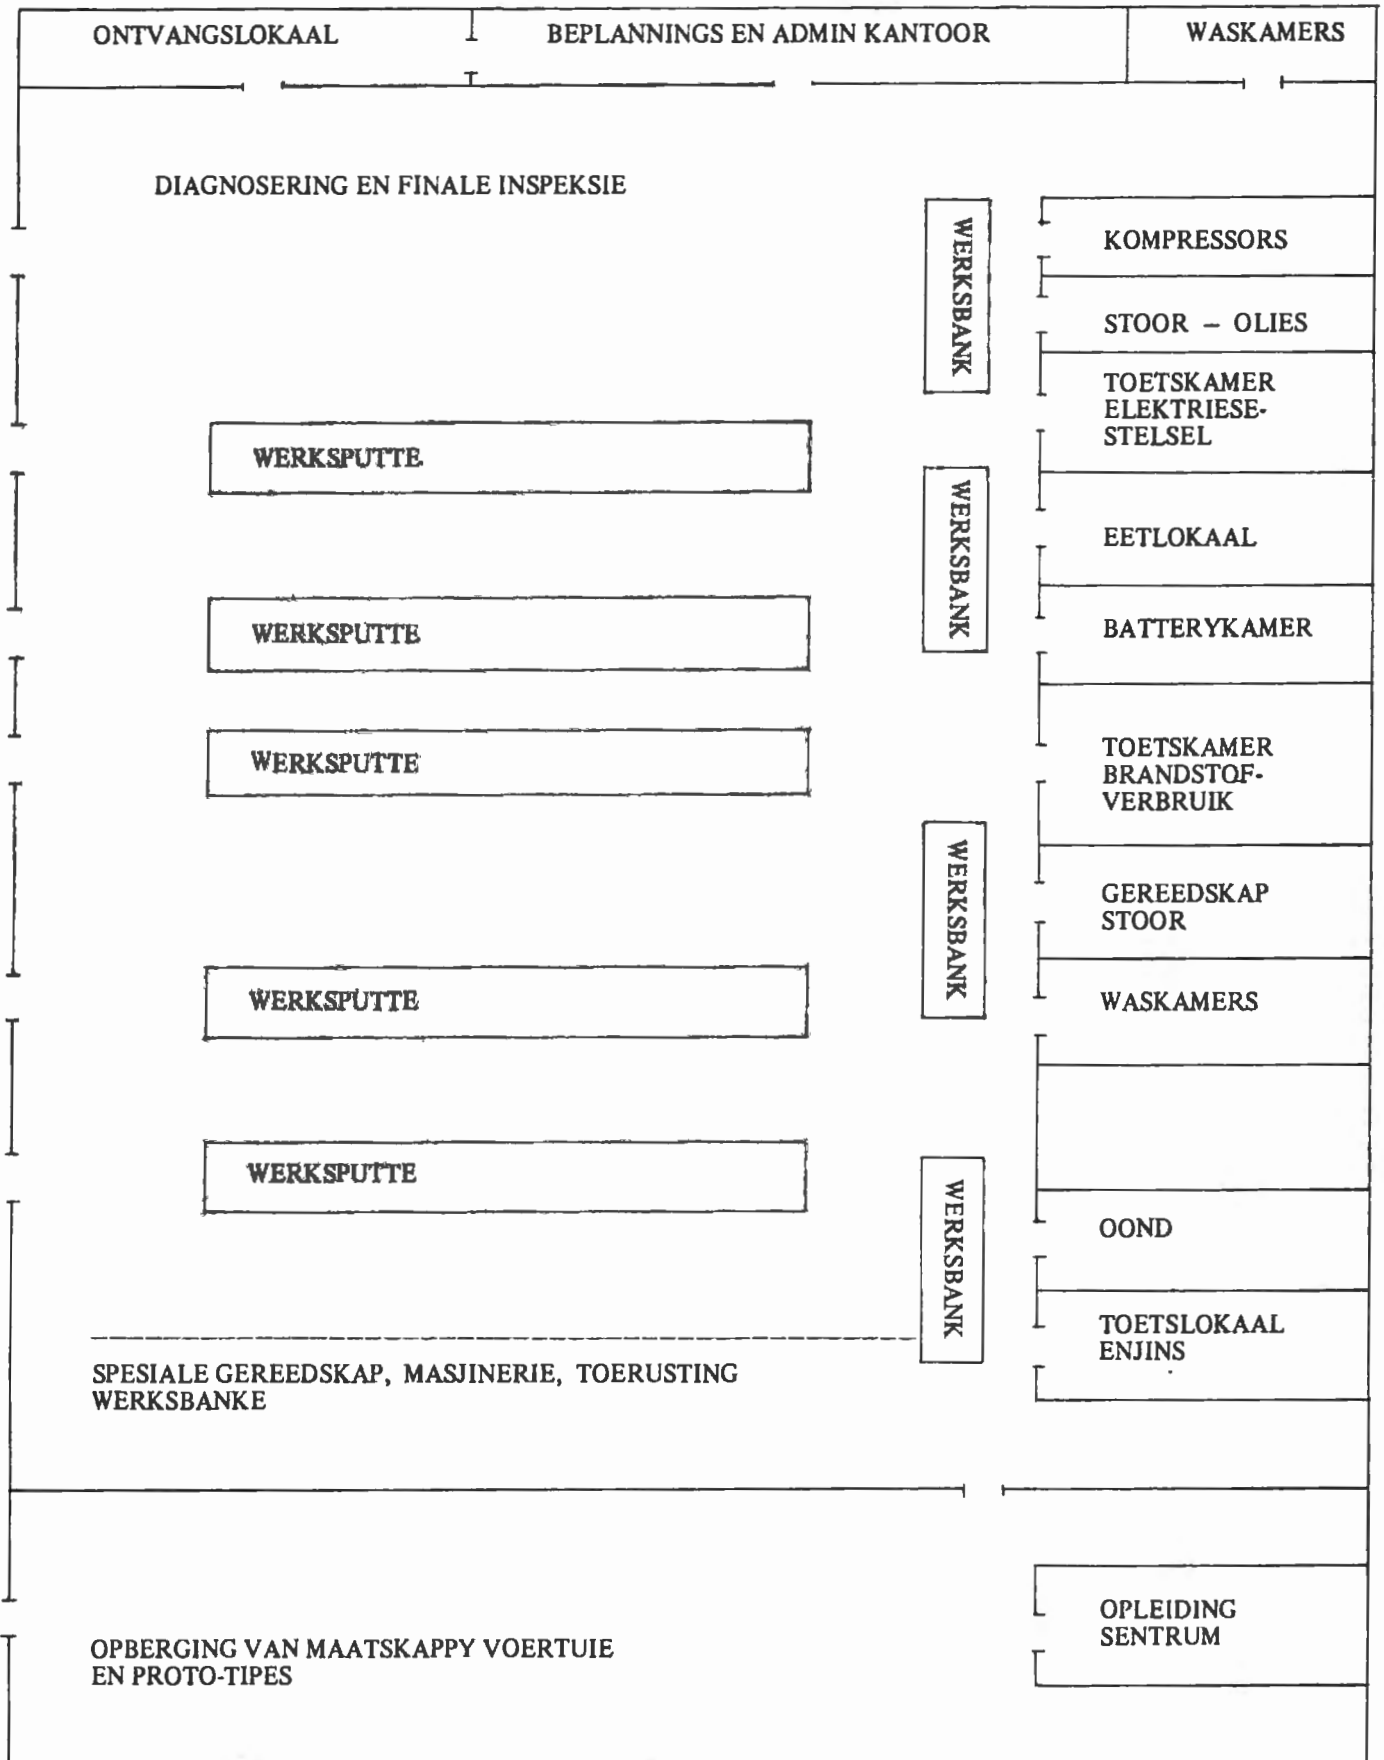 ONTVANGSLOKAAL
BEPLANNINGS EN ADMIN KANTOOR
WASKAMERS
DIAGNOSERING EN FINALE INSPEKSIE
WERKSBANK
KOMPRESSORS
STOOR – OLIES
TOETSKAMER
ELEKTRIESE-
STELSEL
WERKSPUTTE
WERKSBANK
EETLOKAAL
WERKSPUTTE
BATTERYKAMER
WERKSPUTTE
TOETSKAMER
BRANDSTOF-
VERBRUIK
WERKSBANK
GEREEDSKAP
STOOR
WERKSPUTTE
WASKAMERS
WERKSPUTTE
WERKSBANK
OOND
TOETSLOKAAL
ENJINS
SPESIALE GEREEDSKAP, MASJINERIE, TOERUSTING
WERKSBANKE
OPLEIDING
SENTRUM
OPBERGING VAN MAATSKAPPY VOERTUIE
EN PROTO-TIPES